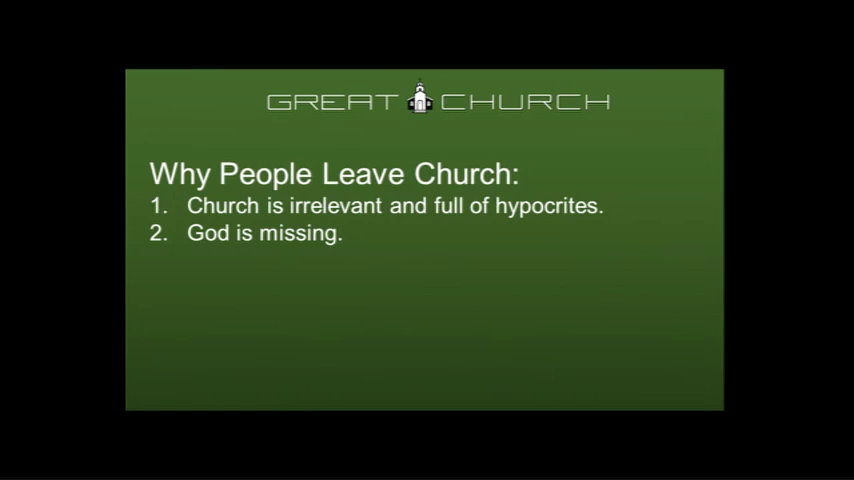 GREAT CHURCH
Why People Leave Church:
1. Church is irrelevant and full of hypocrites.
2. God is missing.